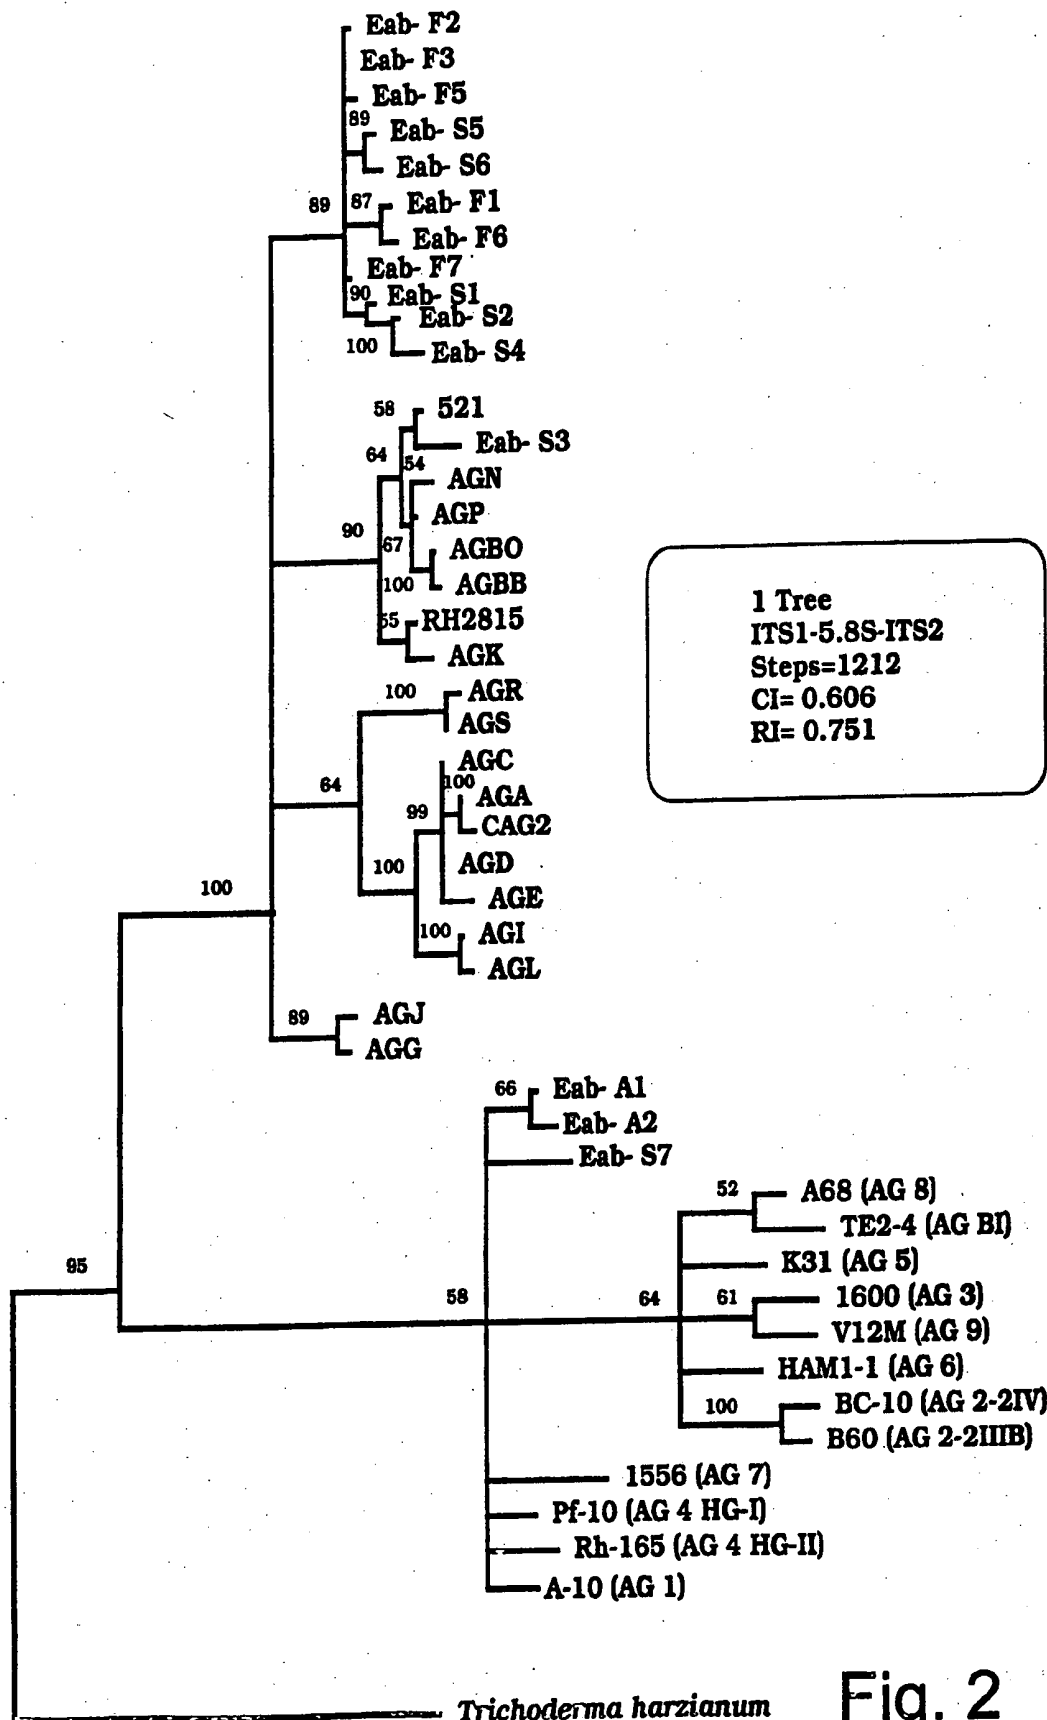 Eab- F2
Eab- F3
Eab- F5
89
Eab- S5
Eab- S6
89
87
Eab- F1
Eab- F6
Eab- F7
90
Eab- S1
Eab- S2
100
Eab- S4
58
521
Eab- S3
64
54
AGN
AGP
90
67
AGBO
100
AGBB
55
RH2815
AGK
1 Tree
ITS1-5.8S-ITS2
Steps=1212
CI= 0.606
RI= 0.751
100
AGR
AGS
AGC
64
100
AGA
99
CAG2
100
AGD
AGE
100
100
AGI
AGL
89
AGJ
AGG
66
Eab- A1
Eab- A2
Eab- S7
52
A68 (AG 8)
TE2-4 (AG BI)
95
K31 (AG 5)
58
64
61
1600 (AG 3)
V12M (AG 9)
HAM1-1 (AG 6)
100
BC-10 (AG 2-2IV)
B60 (AG 2-2IIIB)
1556 (AG 7)
Pf-10 (AG 4 HG-I)
Rh-165 (AG 4 HG-II)
A-10 (AG 1)
Trichoderma harzianum
Fig. 2